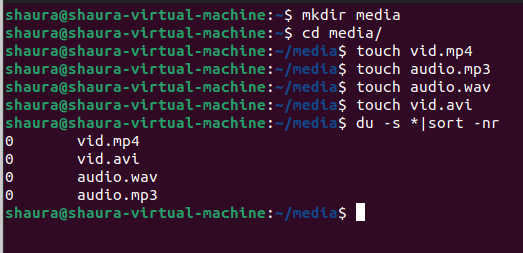 shaura@shaura-virtual-machine:~$ mkdir media
shaura@shaura-virtual-machine:~$ cd media/
shaura@shaura-virtual-machine:~/media$ touch vid.mp4
shaura@shaura-virtual-machine:~/media$ touch audio.mp3
shaura@shaura-virtual-machine:~/media$ touch audio.wav
shaura@shaura-virtual-machine:~/media$ touch vid.avi
shaura@shaura-virtual-machine:~/media$ du -s *|sort -nr
0       vid.mp4
0       vid.avi
0       audio.wav
0       audio.mp3
shaura@shaura-virtual-machine:~/media$